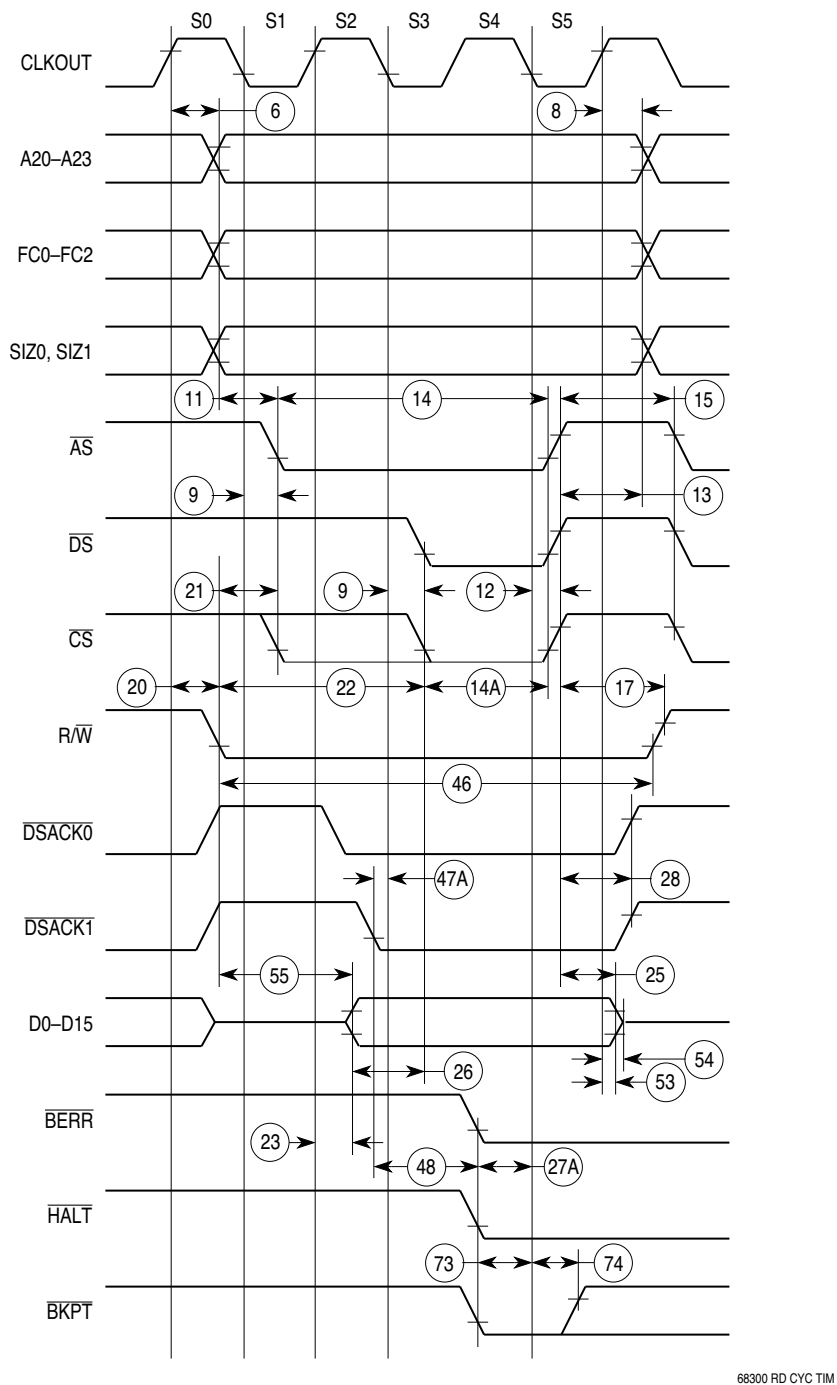 S0 S1 S2 S3 S4 S5
CLKOUT
6 8
A20–A23
FC0–FC2
SIZ0, SIZ1
11 14 15
AS
9 13
DS
21 9 12
CS
20 22 14A 17
R/W
46
DSACK0
47A 28
DSACK1
55 25
D0–D15
54
26 53
BERR
23 48 27A
HALT
73 74
BKPT
68300 RD CYC TIM